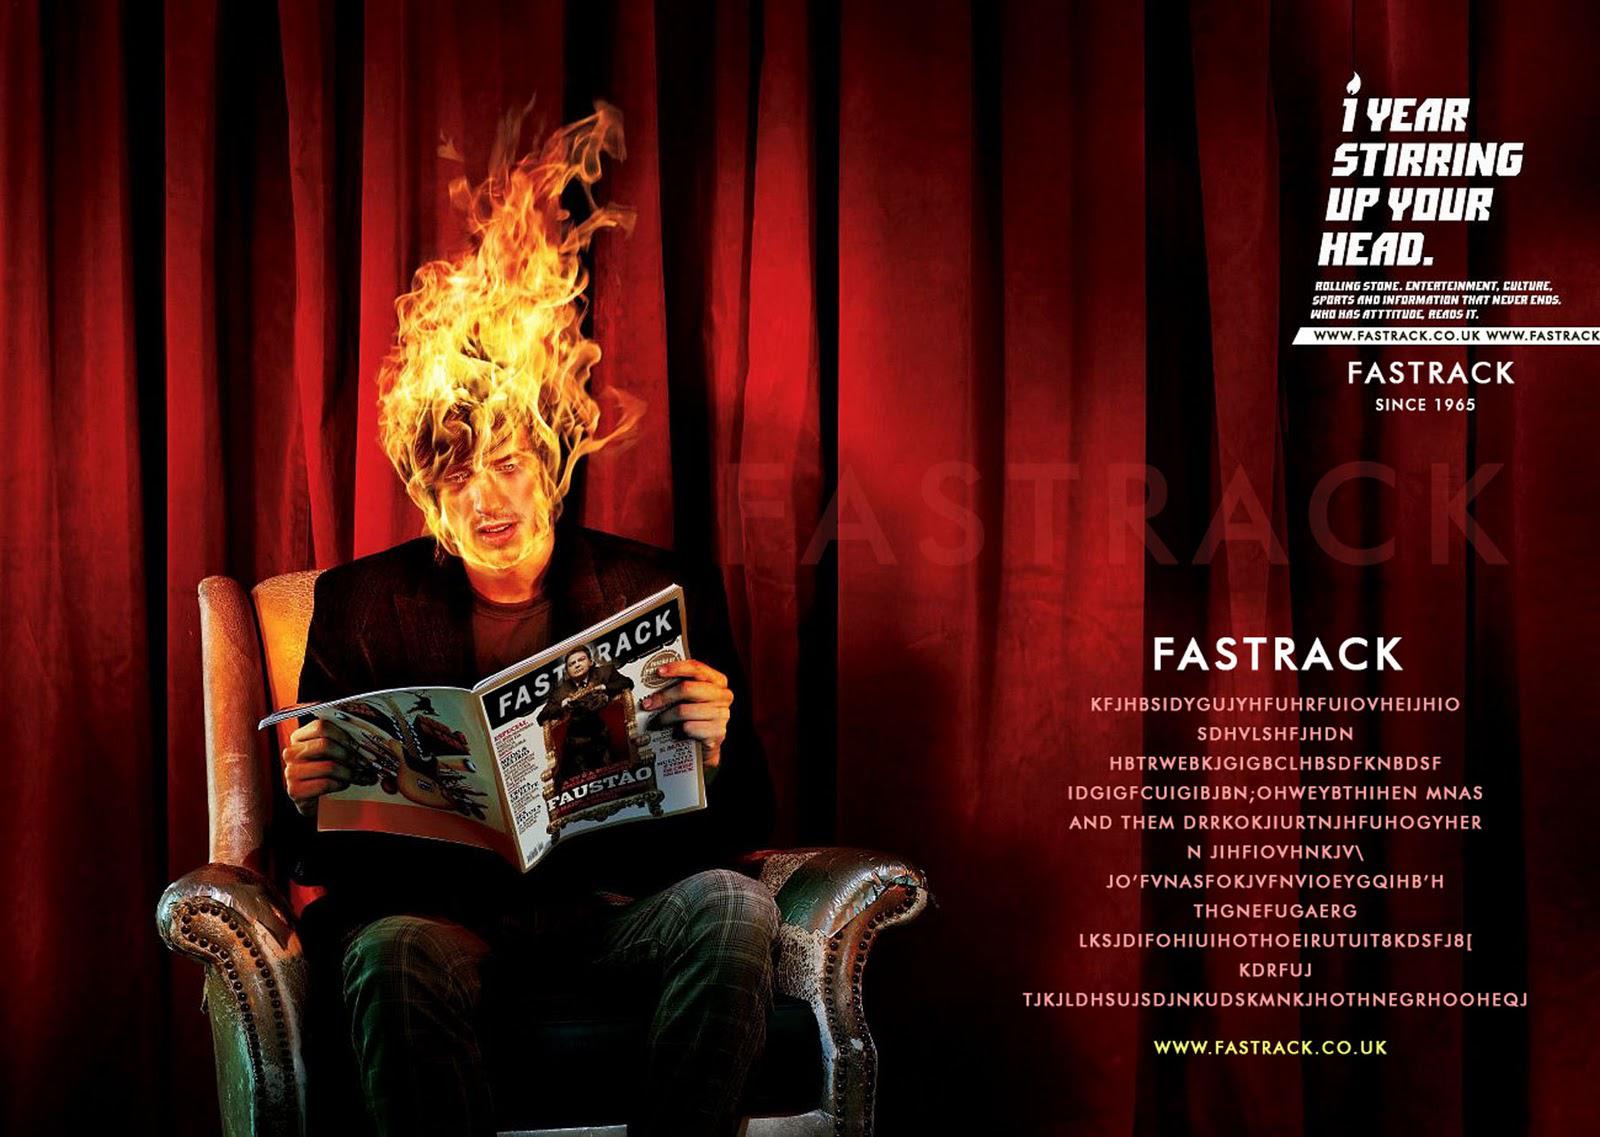 1 YEAR
STIRRING
UP YOUR
HEAD.
ROLLING STONE. ENTERTEINMENT, CULTURE,
SPORTS AND INFORMATION THAT NEVER ENDS.
WHO HAS ATTTITUDE, READS IT.
WWW.FASTRACK.CO.UK WWW.FASTRACK
FASTRACK
SINCE 1965
FASTRACK
FASTRACK
ESPECIAL
FAUSTÃO
FASTRACK
KFJHBSIDYGUJYHFUHRFUIOVHEIJHIO
SDHVLSHFJHDN
HBTRWEBKJGIGBCLHBSDFKNBDSF
IDGIGFCUIGIBJBN;OHWEYBTHIHEN MNAS
AND THEM DRRKOKJIURTNJHFUHOGYHER
N JIHFIOVHNKJV\
JO'FVNASFOKJVFNVIOEYGQIHB'H
THGNEFUGAERG
LKSJDIFOHIUIHOTHOEIRUTUIT8KDSFJ8[
KDRFUJ
TJKJLDHSUJSDJNKUDSKMNKJHOTHNEGRHOOHEQJ
WWW.FASTRACK.CO.UK